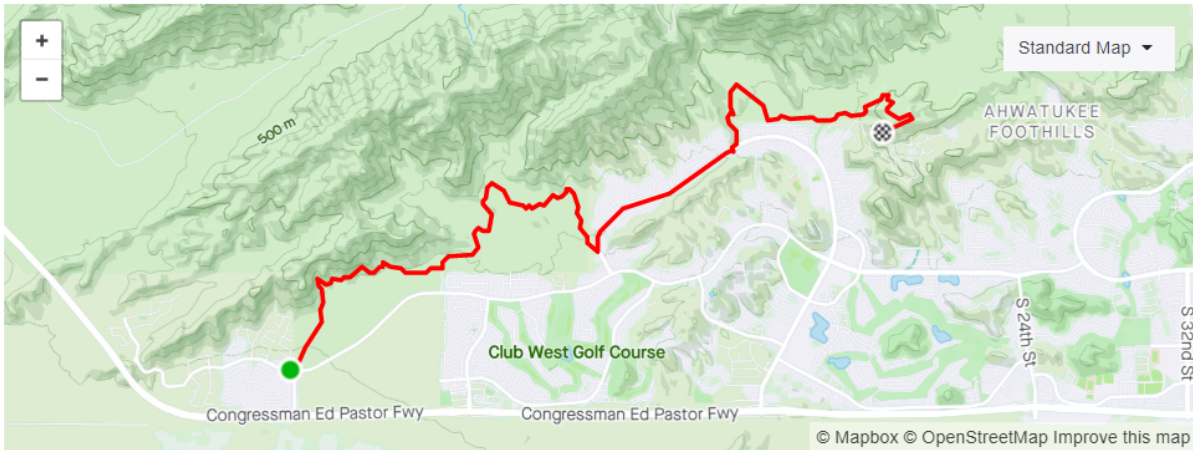 +
−
Standard Map
500 m
AHWATUKEE
FOOTHILLS
Club West Golf Course
S 24th St
S 32nd St
Congressman Ed Pastor Fwy
Congressman Ed Pastor Fwy
© Mapbox © OpenStreetMap Improve this map